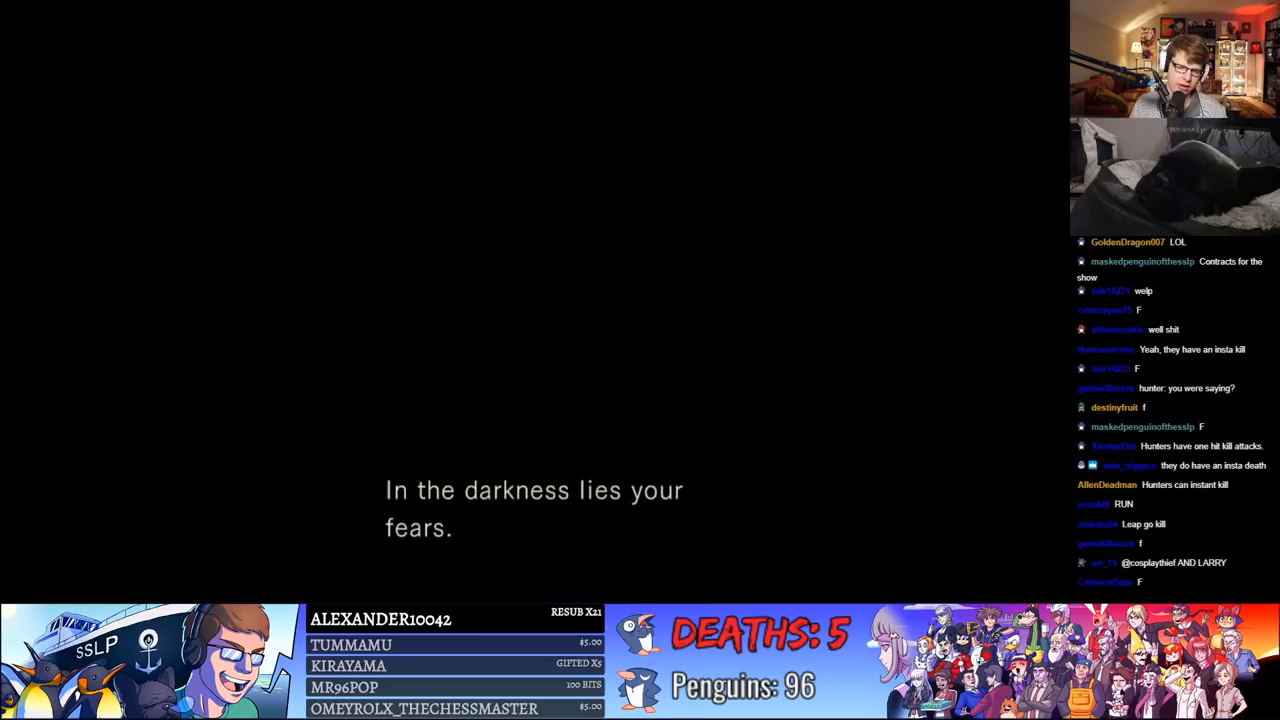 GoldenDragon007 LOL
maskedpenguinofthesslp Contracts for the
show
welp
F
well shit
Yeah, they have an insta kill
F
hunter: you were saying?
destinyfruit f
maskedpenguinofthesslp F
Hunters have one hit kill attacks.
they do have an insta death
AllenDeadman Hunters can instant kill
RUN
Leap go kill
f
@cosplaythief AND LARRY
F
In the darkness lies your
fears.
SSLP
ALEXANDER10042 RESUB X21
TUMMAMU $5.00
KIRAYAMA GIFTED X5
MR96POP 100 BITS
OMEYROLX_THECHESSMASTER $5.00
DEATHS: 5
Penguins: 96